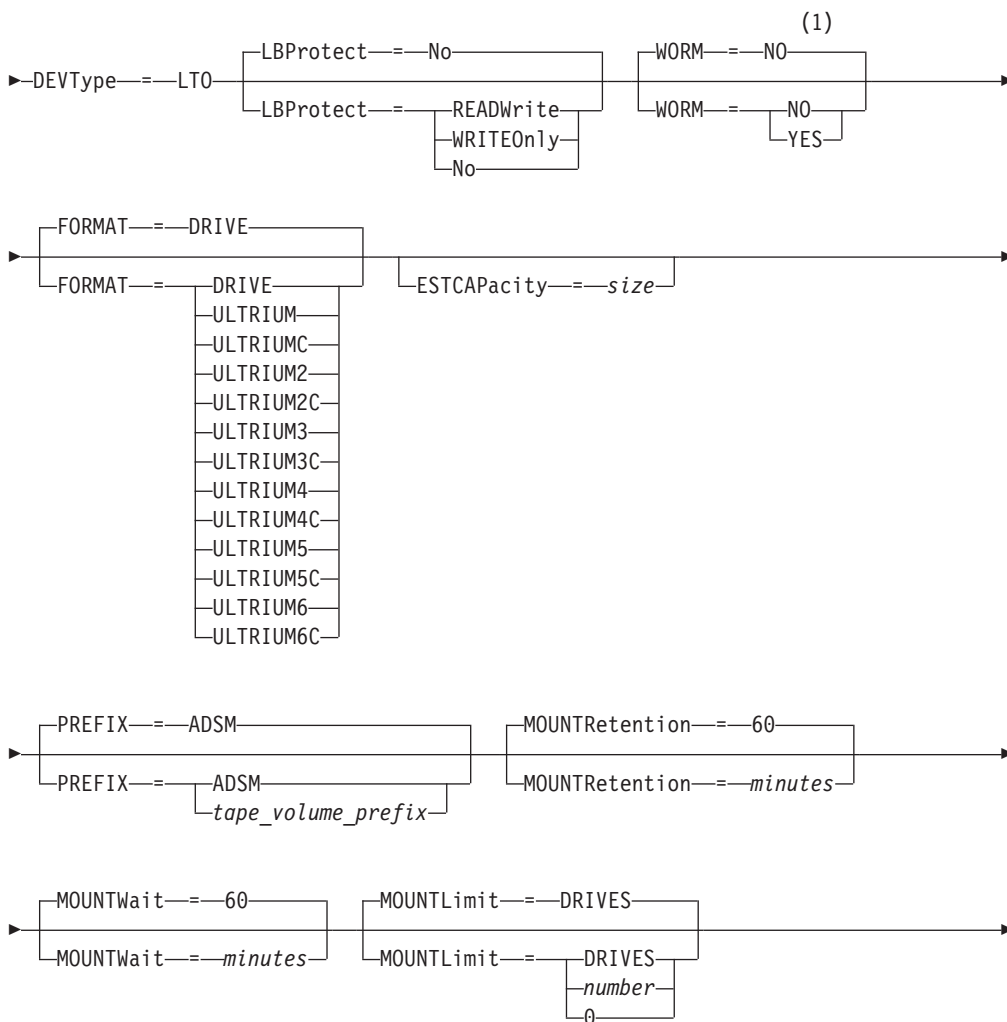 (1)
LBProtect = No WORM = NO
DEVType = LTO
LBProtect = READWrite WORM = NO
WRITEOnly YES
No
FORMAT = DRIVE
FORMAT = DRIVE ESTCAPacity = size
ULTRIUM
ULTRIUMC
ULTRIUM2
ULTRIUM2C
ULTRIUM3
ULTRIUM3C
ULTRIUM4
ULTRIUM4C
ULTRIUM5
ULTRIUM5C
ULTRIUM6
ULTRIUM6C
PREFIX = ADSM MOUNTRetention = 60
PREFIX = ADSM MOUNTRetention = minutes
tape_volume_prefix
MOUNTWait = 60 MOUNTLimit = DRIVES
MOUNTWait = minutes MOUNTLimit = DRIVES
number
0